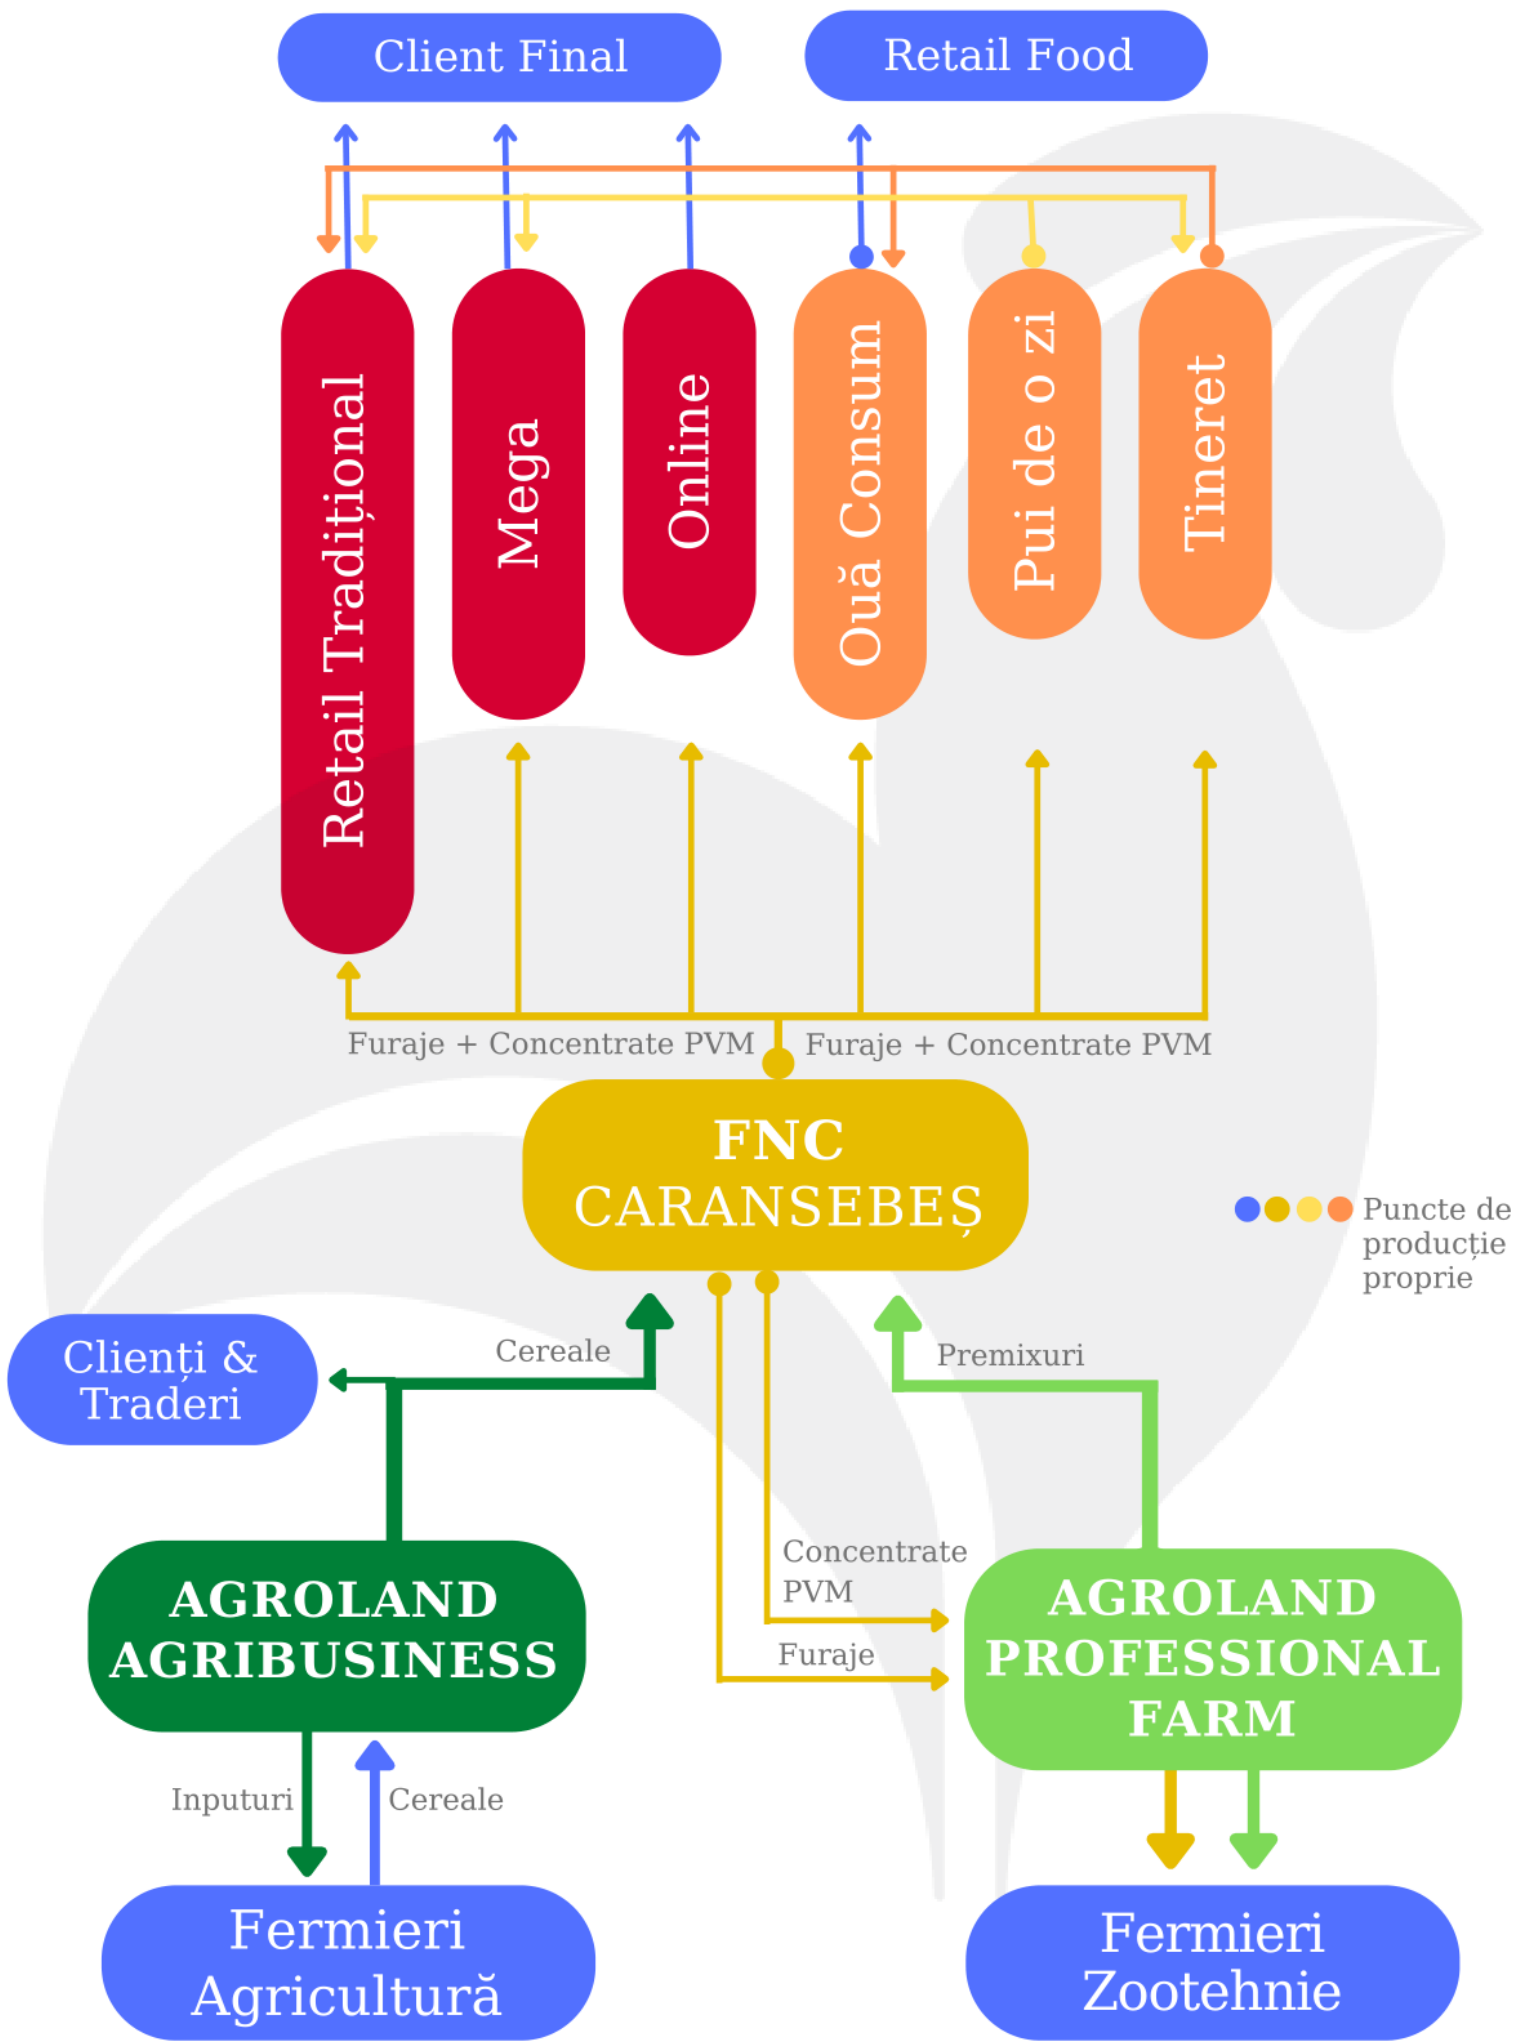 Client Final
Retail Food
Retail Tradițional
Mega
Online
Ouă Consum
Pui de o zi
Tineret
Furaje + Concentrate PVM
Furaje + Concentrate PVM
FNC
CARANSEBEȘ
Puncte de
producție
proprie
Clienți &
Traderi
Cereale
Premixuri
Concentrate
PVM
Furaje
AGROLAND
AGRIBUSINESS
AGROLAND
PROFESSIONAL
FARM
Inputuri
Cereale
Fermieri
Agricultură
Fermieri
Zootehnie